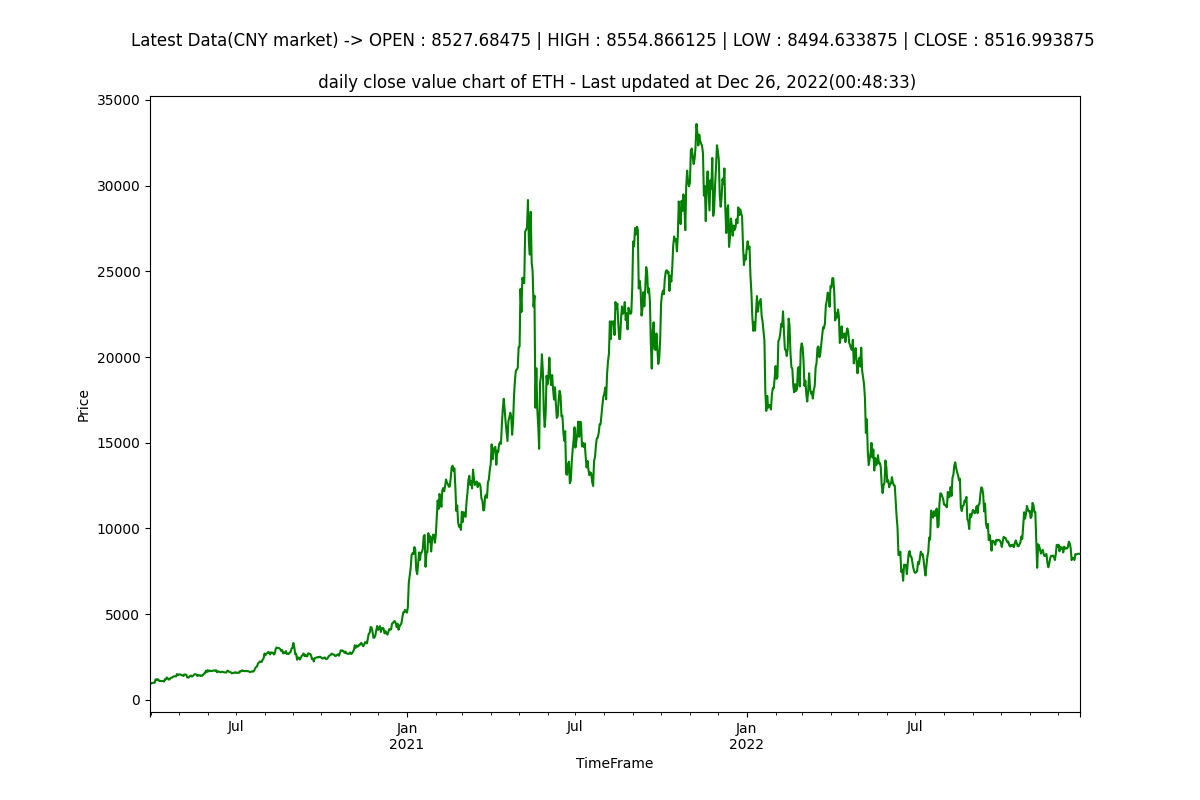 Latest Data(CNY market) -> OPEN : 8527.68475 | HIGH : 8554.866125 | LOW : 8494.633875 | CLOSE : 8516.993875
daily close value chart of ETH - Last updated at Dec 26, 2022(00:48:33)
35000
30000
25000
20000
15000
10000
5000
0
Price
Jul
Jan
2021
Jul
Jan
2022
Jul
TimeFrame